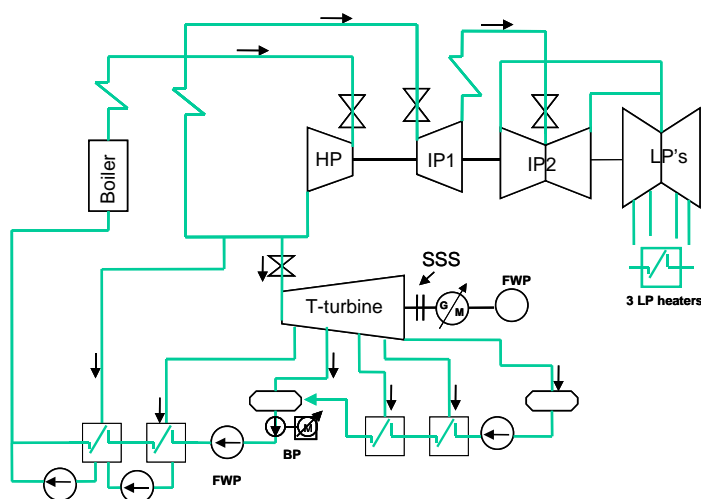 Boiler
HP
IP1
IP2
LP's
3 LP heaters
SSS
FWP
T-turbine
G
M
M
BP
FWP